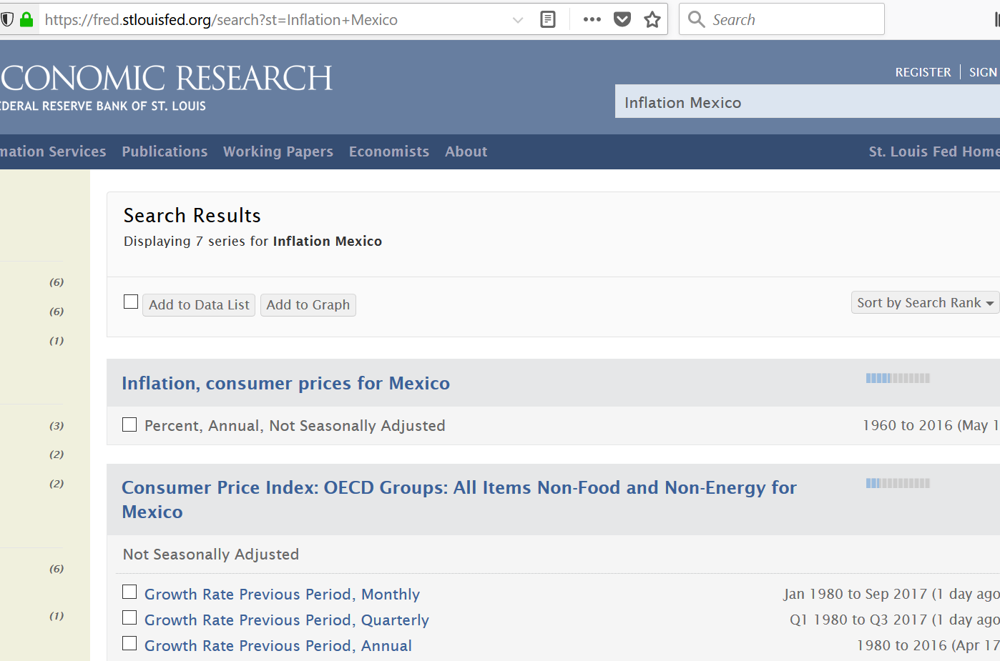 https://fred.stlouisfed.org/search?st=Inflation+Mexico
Search
CONOMIC RESEARCH
EDERAL RESERVE BANK OF ST. LOUIS
REGISTER
SIGN
Inflation Mexico
mation Services Publications Working Papers Economists About St. Louis Fed Home
Search Results
Displaying 7 series for Inflation Mexico
(6)
(6)
(1)
Add to Data List Add to Graph Sort by Search Rank
Inflation, consumer prices for Mexico
Percent, Annual, Not Seasonally Adjusted 1960 to 2016 (May 1
(3)
(2)
(2)
Consumer Price Index: OECD Groups: All Items Non-Food and Non-Energy for
Mexico
Not Seasonally Adjusted
(6)
Growth Rate Previous Period, Monthly Jan 1980 to Sep 2017 (1 day ago
(1)
Growth Rate Previous Period, Quarterly Q1 1980 to Q3 2017 (1 day ago
Growth Rate Previous Period, Annual 1980 to 2016 (Apr 17